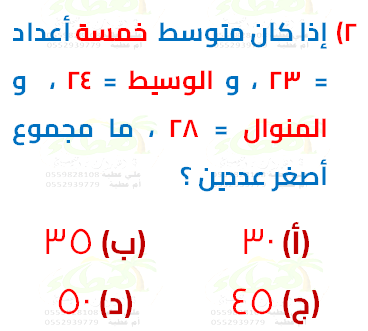 ٢) إذا كان متوسط خمسة أعداد
= ٢٣ ، و الوسيط = ٢٤ ، و
المنوال = ٢٨ ، ما مجموع
أصغر عددين ؟
(أ) ٣٠ (ب) ٣٥
(ج) ٤٥ (د) ٥٠